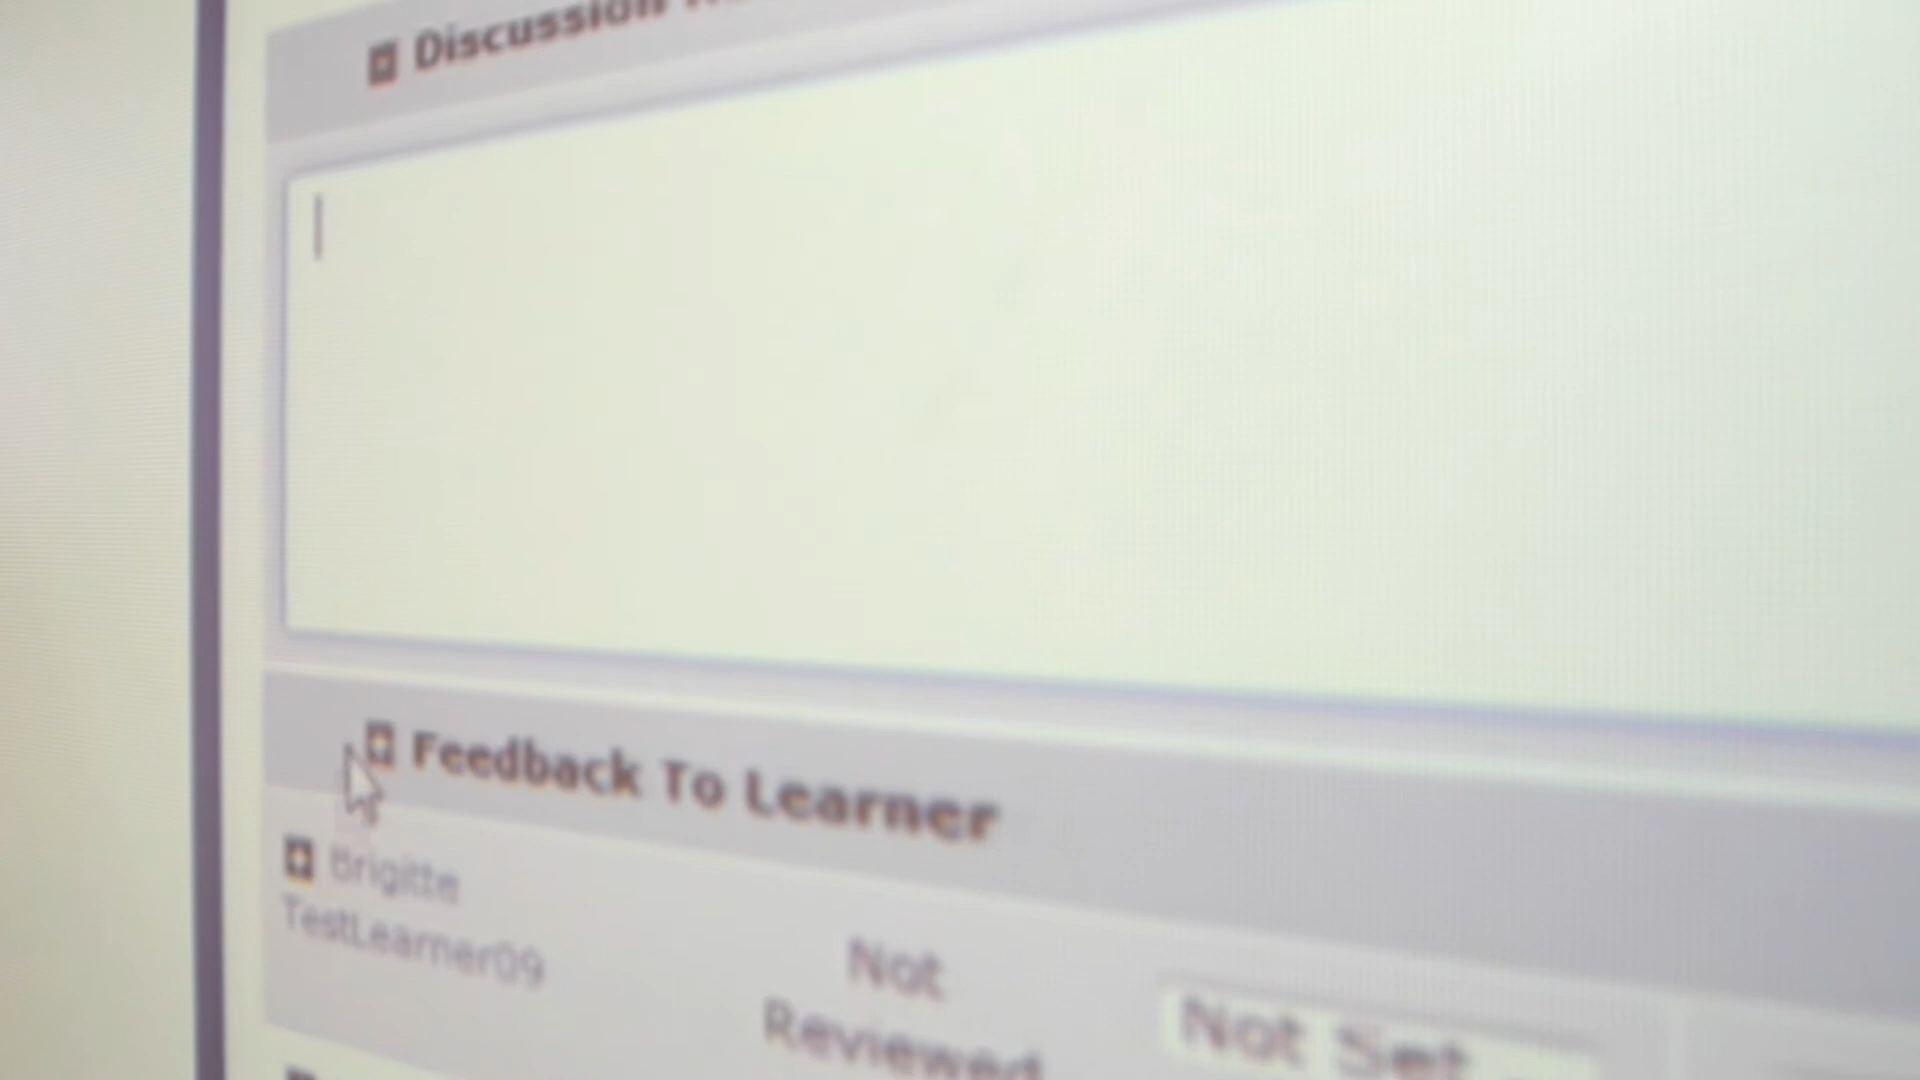 Discussion
Feedback To Learner
Brigitte
TestLearner09
Not
Reviewed
Not Set